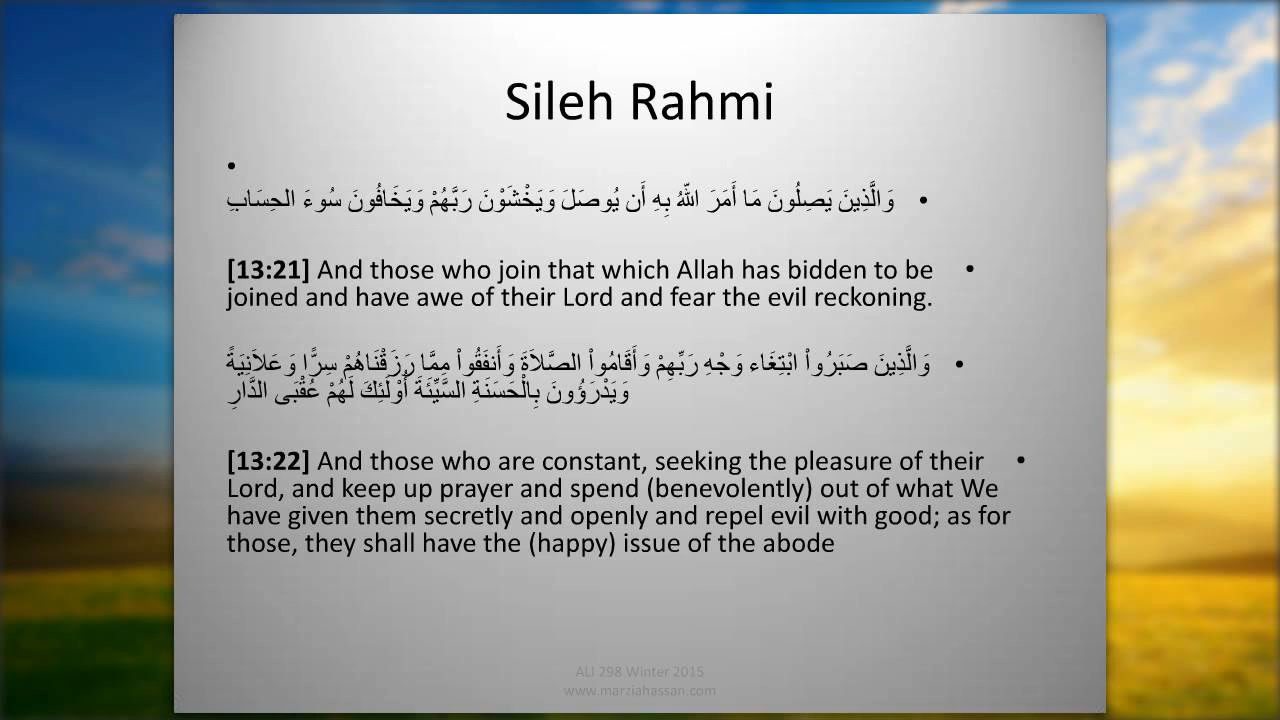 Sileh Rahmi
•
• وَالَّذِينَ يَصِلُونَ مَا أَمَرَ اللّهُ بِهِ أَن يُوصَلَ وَيَخْشَوْنَ رَبَّهُمْ وَيَخَافُونَ سُوءَ الحِسَابِ
[13:21] And those who join that which Allah has bidden to be •
joined and have awe of their Lord and fear the evil reckoning.
• وَالَّذِينَ صَبَرُواْ ابْتِغَاء وَجْهِ رَبِّهِمْ وَأَقَامُواْ الصَّلاَةَ وَأَنفَقُواْ مِمَّا رَزَقْنَاهُمْ سِرًّا وَعَلاَنِيَةً
وَيَدْرَؤُونَ بِالْحَسَنَةِ السَّيِّئَةَ أُوْلَئِكَ لَهُمْ عُقْبَى الدَّارِ
[13:22] And those who are constant, seeking the pleasure of their •
Lord, and keep up prayer and spend (benevolently) out of what We
have given them secretly and openly and repel evil with good; as for
those, they shall have the (happy) issue of the abode
ALI 298 Winter 2015
www.marziahassan.com